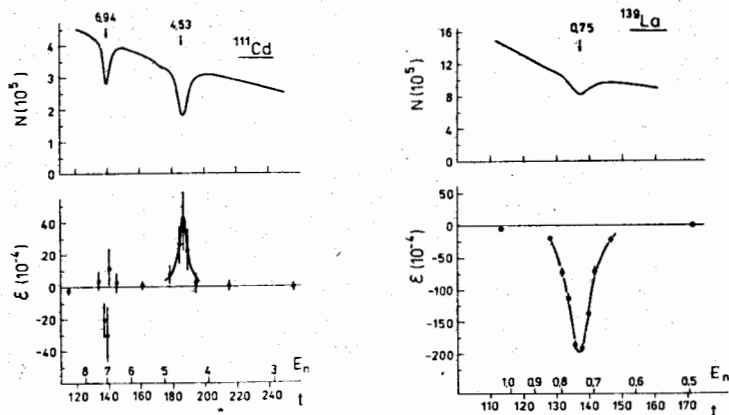 6,94
4,53
111Cd
N(10^5)
4
3
2
1
0
ε(10^-4)
40
20
0
-20
-40
8 7 6 5 4 3 En
120 140 160 180 200 220 240 t
0,75
139La
N(10^5)
16
12
8
4
0
ε(10^-4)
50
0
-50
-100
-150
-200
1,0 0,9 0,8 0,7 0,6 0,5 En
110 120 130 140 150 160 170 t